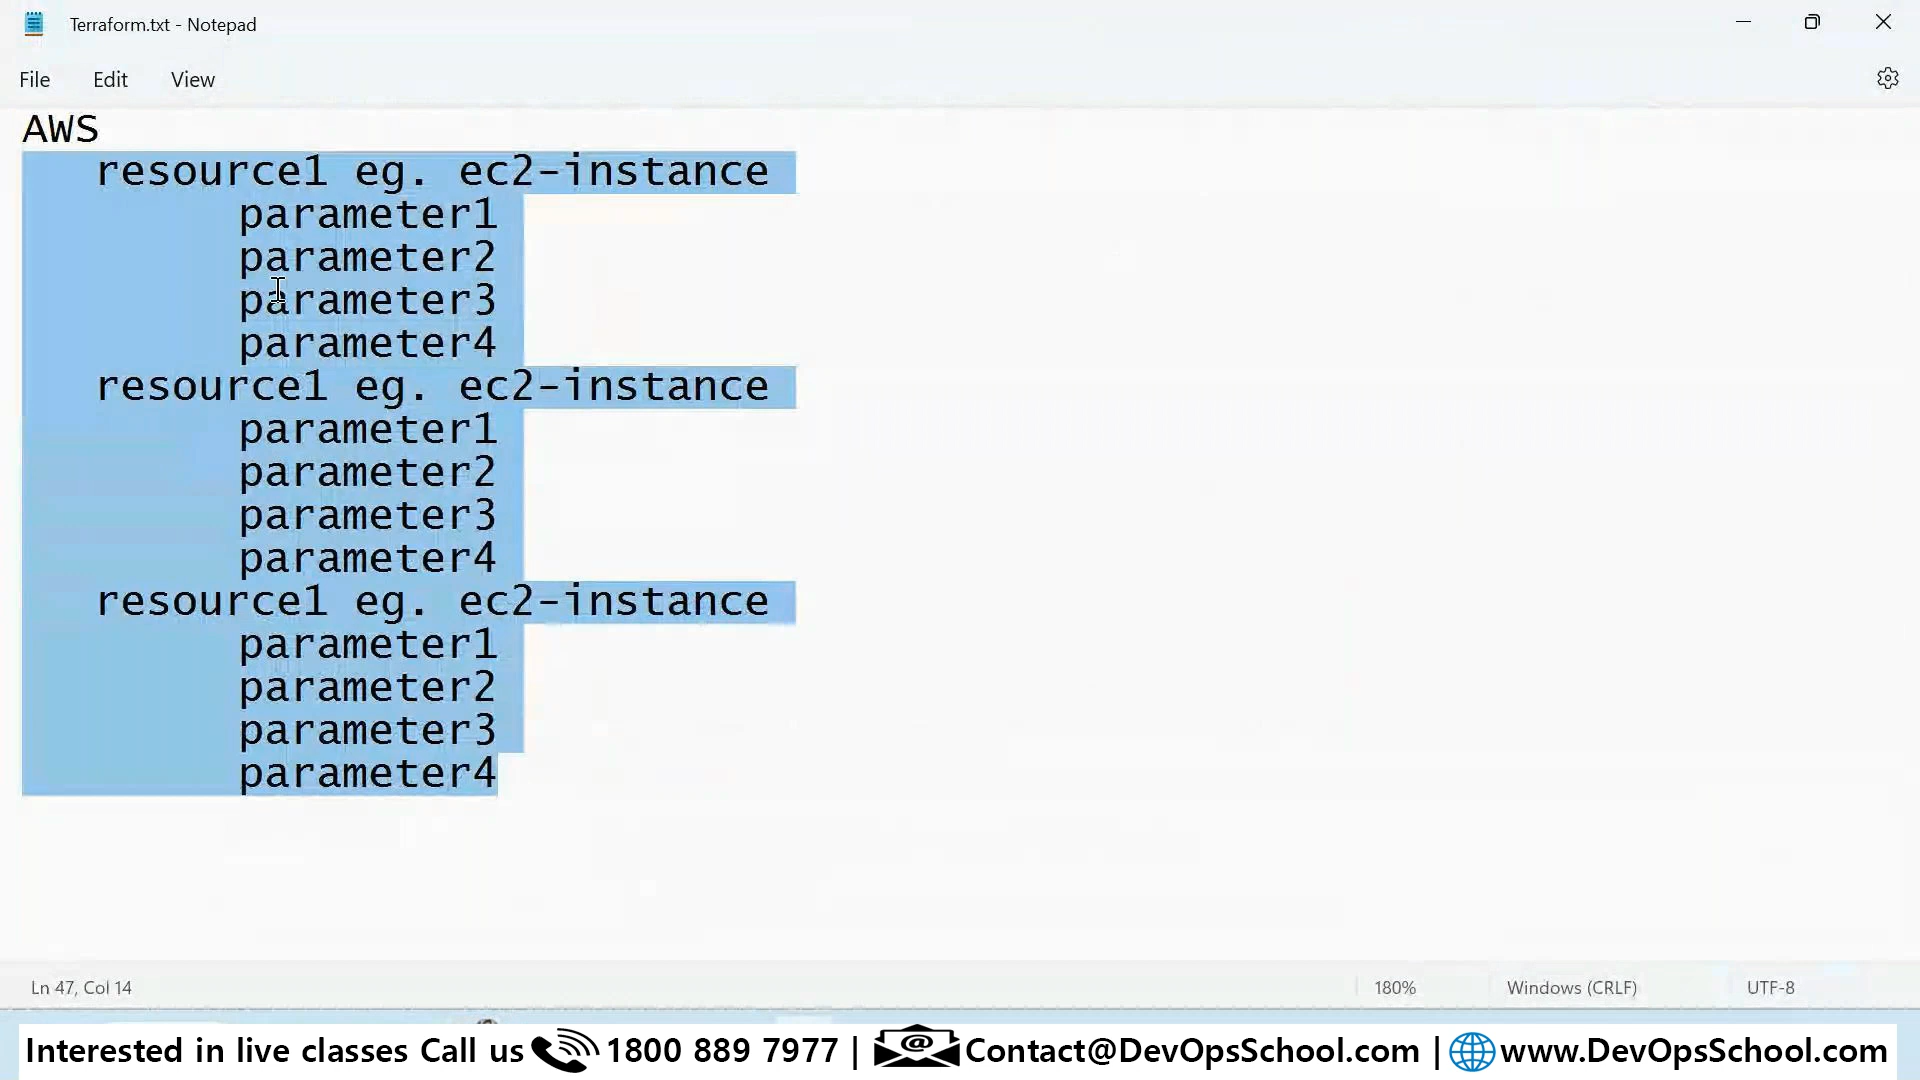 Terraform.txt - Notepad
File Edit View
AWS
resource1 eg. ec2-instance
parameter1
parameter2
parameter3
parameter4
resource1 eg. ec2-instance
parameter1
parameter2
parameter3
parameter4
resource1 eg. ec2-instance
parameter1
parameter2
parameter3
parameter4
Ln 47, Col 14 180% Windows (CRLF) UTF-8
Interested in live classes Call us 1800 889 7977 | @ Contact@DevOpsSchool.com | www.DevOpsSchool.com